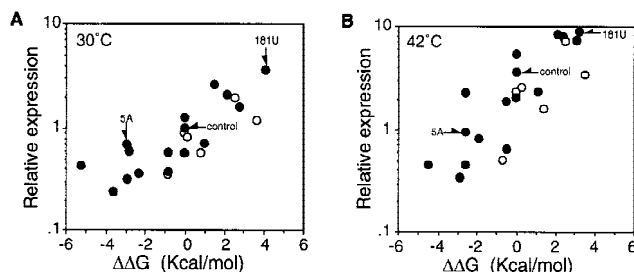 A
30˚C
181U
Relative expression
10
1
.1
5A
control
-6 -4 -2 0 2 4 6
ΔΔG (Kcal/mol)
B
42˚C
181U
Relative expression
10
1
.1
control
5A
-6 -4 -2 0 2 4 6
ΔΔG (Kcal/mol)